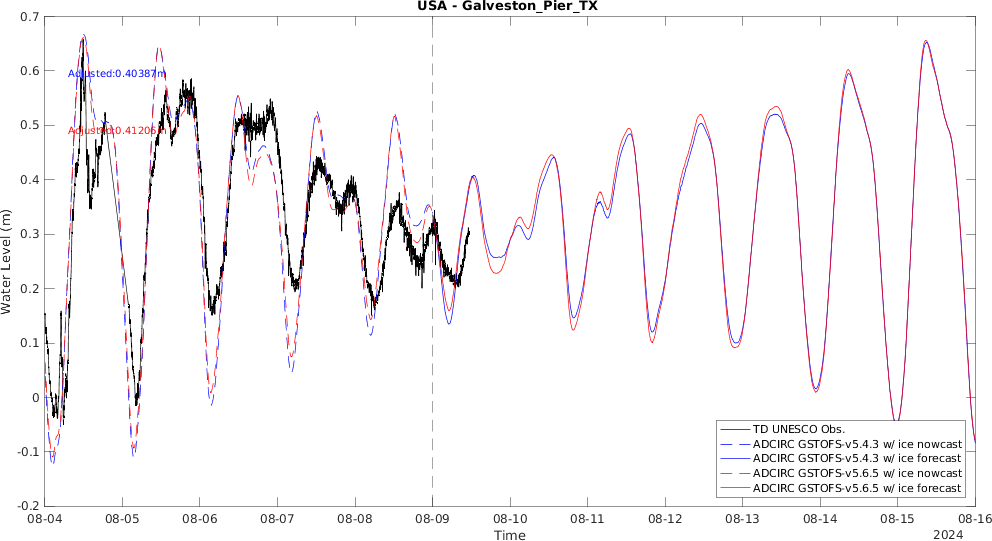 USA - Galveston_Pier_TX
0.7
0.6
0.5
0.4
0.3
0.2
0.1
0
-0.1
-0.2
Water Level (m)
Adjusted:0.40387m
Adjusted:0.41206m
TD UNESCO Obs.
ADCIRC GSTOFS-v5.4.3 w/ ice nowcast
ADCIRC GSTOFS-v5.4.3 w/ ice forecast
ADCIRC GSTOFS-v5.6.5 w/ ice nowcast
ADCIRC GSTOFS-v5.6.5 w/ ice forecast
08-04 08-05 08-06 08-07 08-08 08-09 08-10 08-11 08-12 08-13 08-14 08-15 08-16
Time
2024